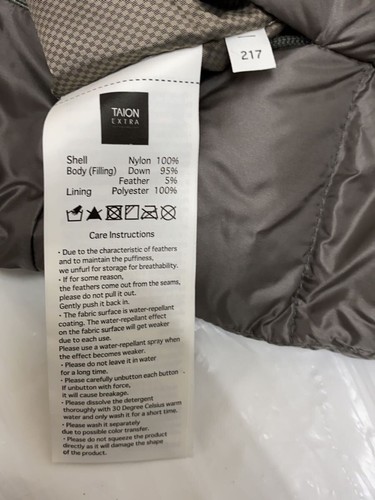 217
TAION
EXTRA
Shell Nylon 100%
Body (Filling) Down 95%
Feather 5%
Lining Polyester 100%
Care Instructions
· Due to the characteristic of feathers
and to maintain the puffiness,
we unfurl for storage for breathability.
· If for some reason,
the feathers come out from the seams,
please do not pull it out.
Gently push it back in.
· The fabric surface is water-repellant
coating. The water-repellant effect
on the fabric surface will get weaker
due to each use.
Please use a water-repellant spray when
the effect becomes weaker.
· Please do not leave it in water
for a long time.
· Please carefully unbutton each button.
If unbutton with force,
it will cause breakage.
· Please dissolve the detergent
thoroughly with 30 Degree Celsius warm
water and only wash it for a short time.
· Please wash it separately
due to possible color transfer.
· Please do not squeeze the product
directly as it will damage the shape
of the product.